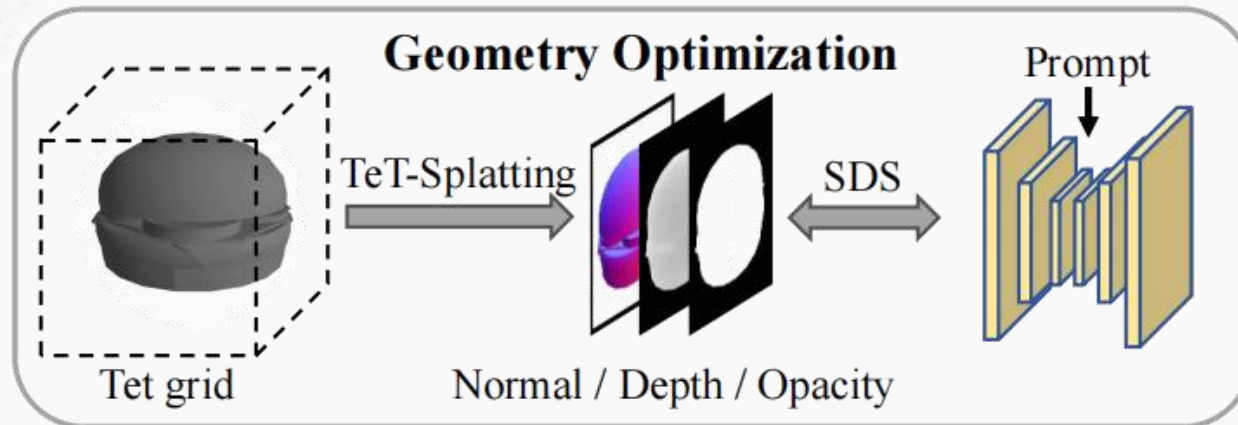 Geometry Optimization
Prompt
TeT-Splatting
SDS
Tet grid
Normal / Depth / Opacity